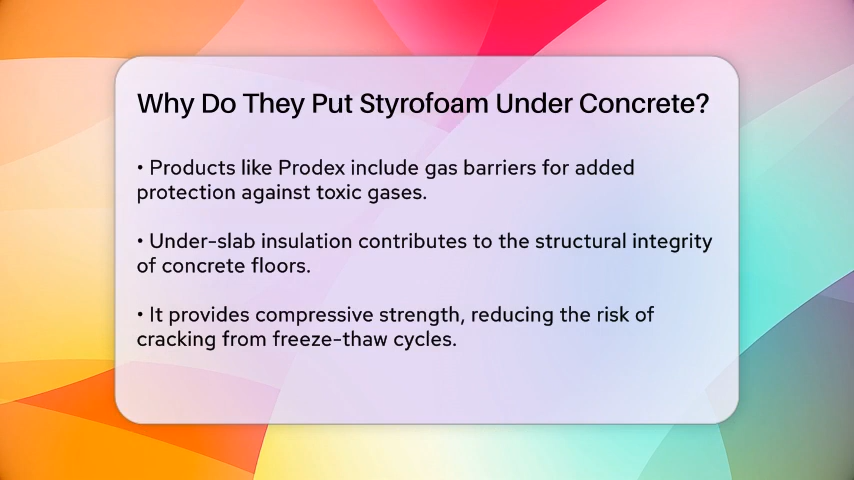 Why Do They Put Styrofoam Under Concrete?
• Products like Prodex include gas barriers for added
protection against toxic gases.
• Under-slab insulation contributes to the structural integrity
of concrete floors.
• It provides compressive strength, reducing the risk of
cracking from freeze-thaw cycles.